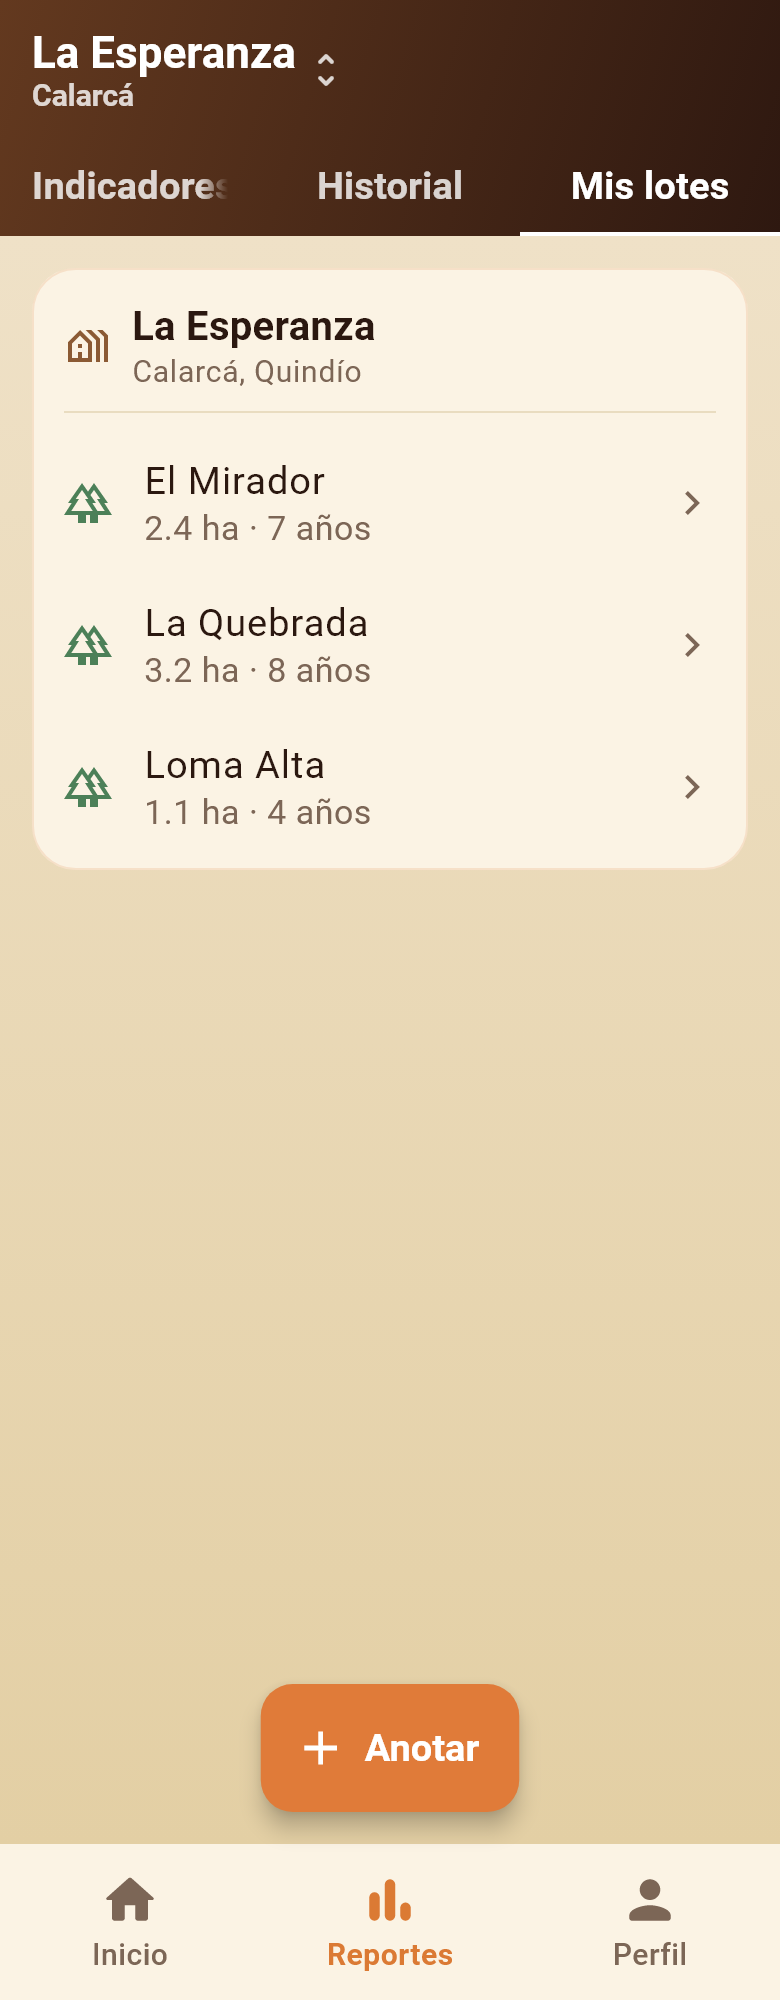 La Esperanza
Calarcá
Indicadores
Historial
Mis lotes
La Esperanza
Calarcá, Quindío
El Mirador
2.4 ha · 7 años
La Quebrada
3.2 ha · 8 años
Loma Alta
1.1 ha · 4 años
Anotar
Inicio
Reportes
Perfil